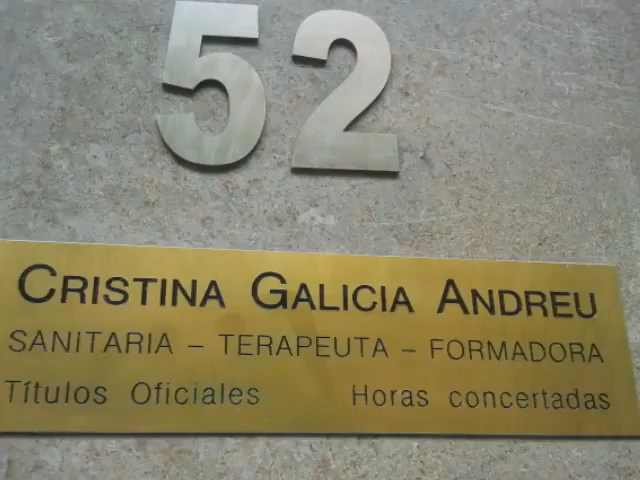 52
CRISTINA GALICIA ANDREU
SANITARIA – TERAPEUTA – FORMADORA
Títulos Oficiales Horas concertadas